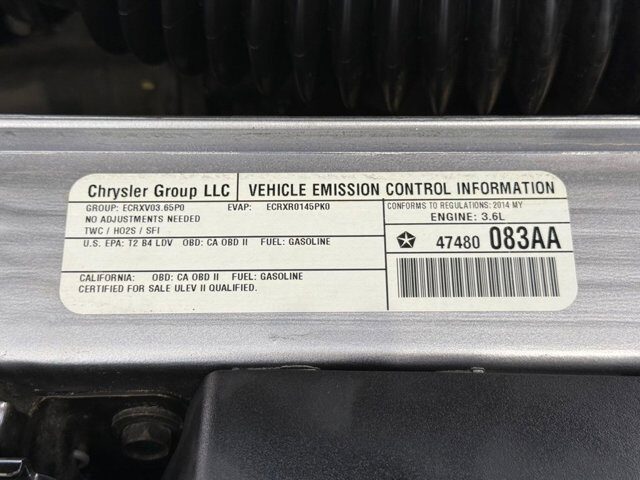 Chrysler Group LLC VEHICLE EMISSION CONTROL INFORMATION
GROUP: ECRXV03.65P0 EVAP: ECRXR0145PK0
NO ADJUSTMENTS NEEDED
TWC / HO2S / SFI
U.S. EPA: T2 B4 LDV OBD: CA OBD II FUEL: GASOLINE
CALIFORNIA: OBD: CA OBD II FUEL: GASOLINE
CERTIFIED FOR SALE ULEV II QUALIFIED.
CONFORMS TO REGULATIONS: 2014 MY
ENGINE: 3.6L
47480 083AA